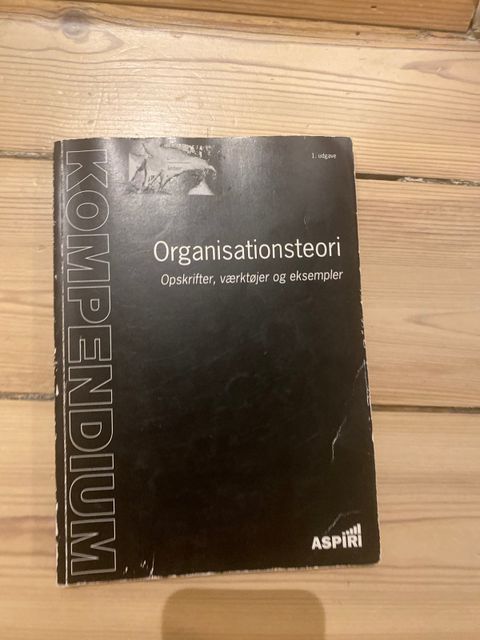 1. udgave
KOMPENDIUM
Organisationsteori
Opskrifter, værktøjer og eksempler
ASPIRI